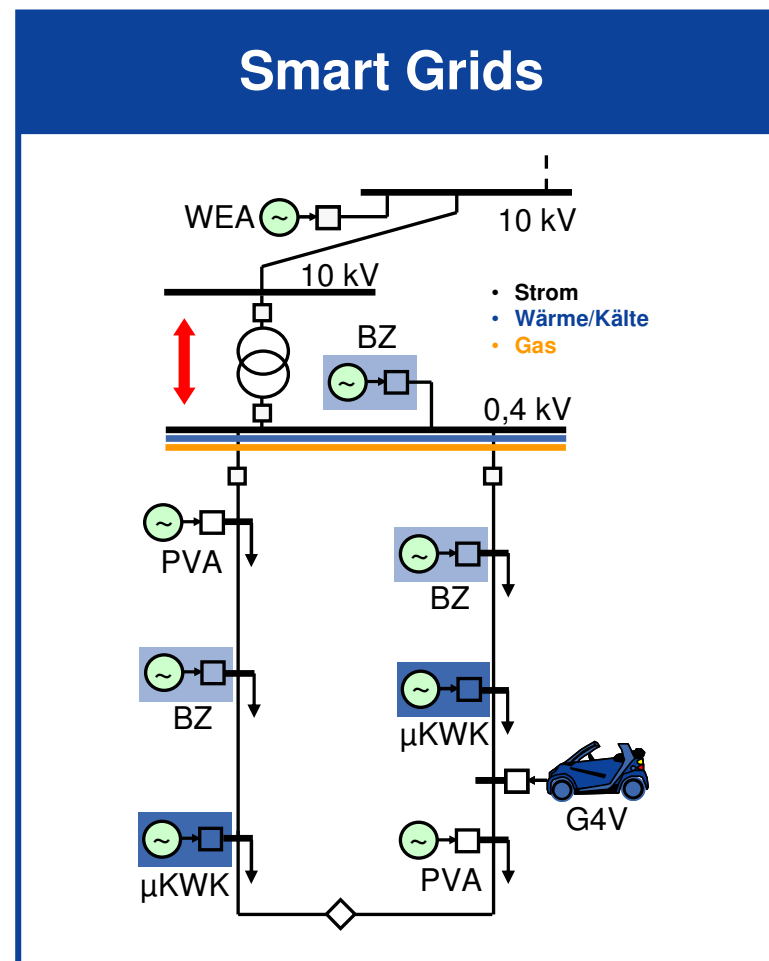 Smart Grids
WEA
~
10 kV
10 kV
• Strom
• Wärme/Kälte
• Gas
BZ
~
0,4 kV
~
PVA
~
BZ
~
BZ
~
µKWK
G4V
~
µKWK
~
PVA